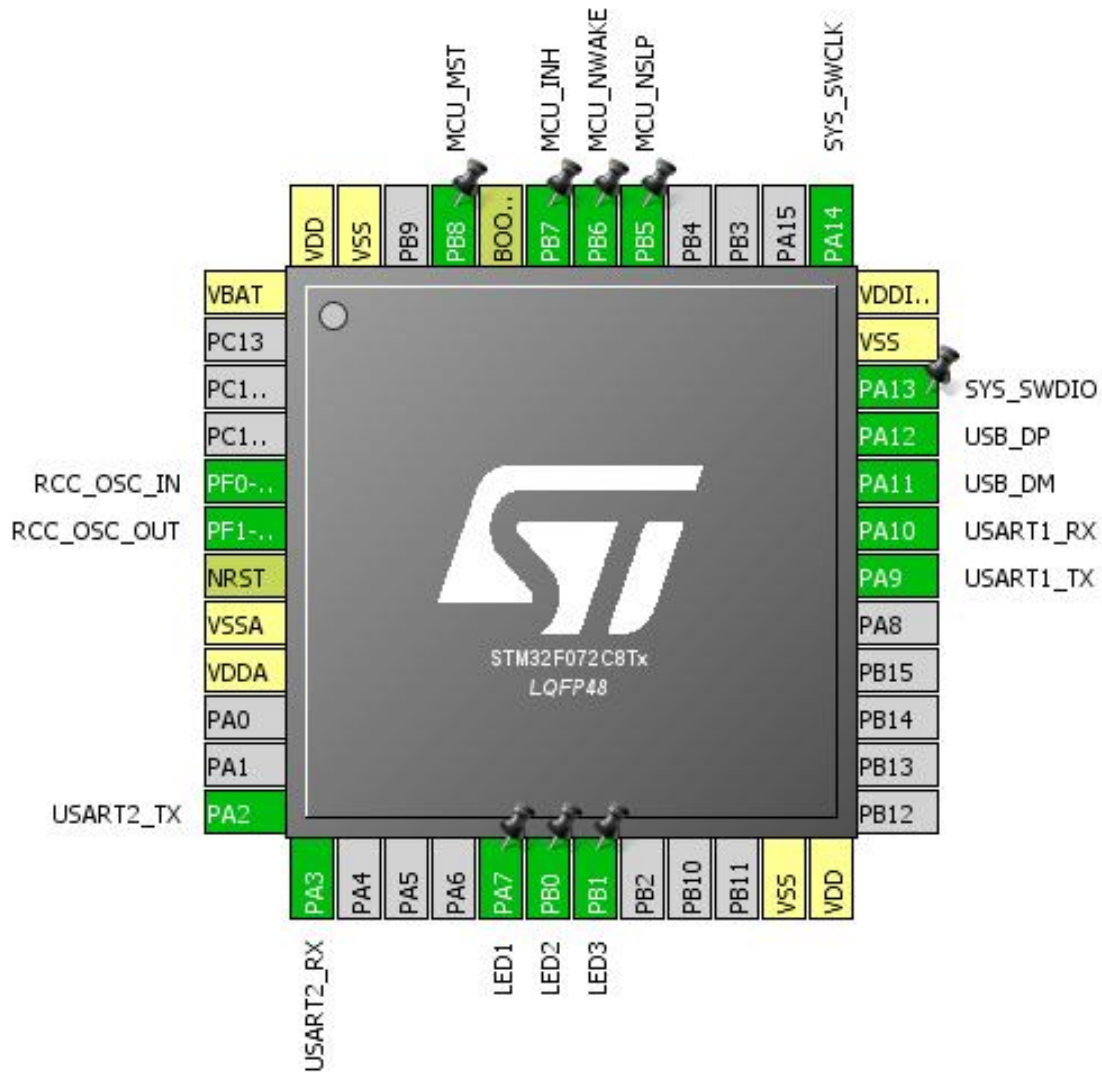 MCU_MST
MCU_INH
MCU_NWAKE
MCU_NSLP
SYS_SWCLK
VDD
VSS
PB9
PB8
BOO..
PB7
PB6
PB5
PB4
PB3
PA15
PA14
VBAT
PC13
PC1..
PC1..
RCC_OSC_IN PF0-..
RCC_OSC_OUT PF1-..
NRST
VSSA
VDDA
PA0
PA1
USART2_TX PA2
VDDI..
VSS
PA13 SYS_SWDIO
PA12 USB_DP
PA11 USB_DM
PA10 USART1_RX
PA9 USART1_TX
PA8
PB15
PB14
PB13
PB12
ST
STM32F072C8Tx
LQFP48
PA3
PA4
PA5
PA6
PA7
PB0
PB1
PB2
PB10
PB11
VSS
VDD
USART2_RX
LED1
LED2
LED3